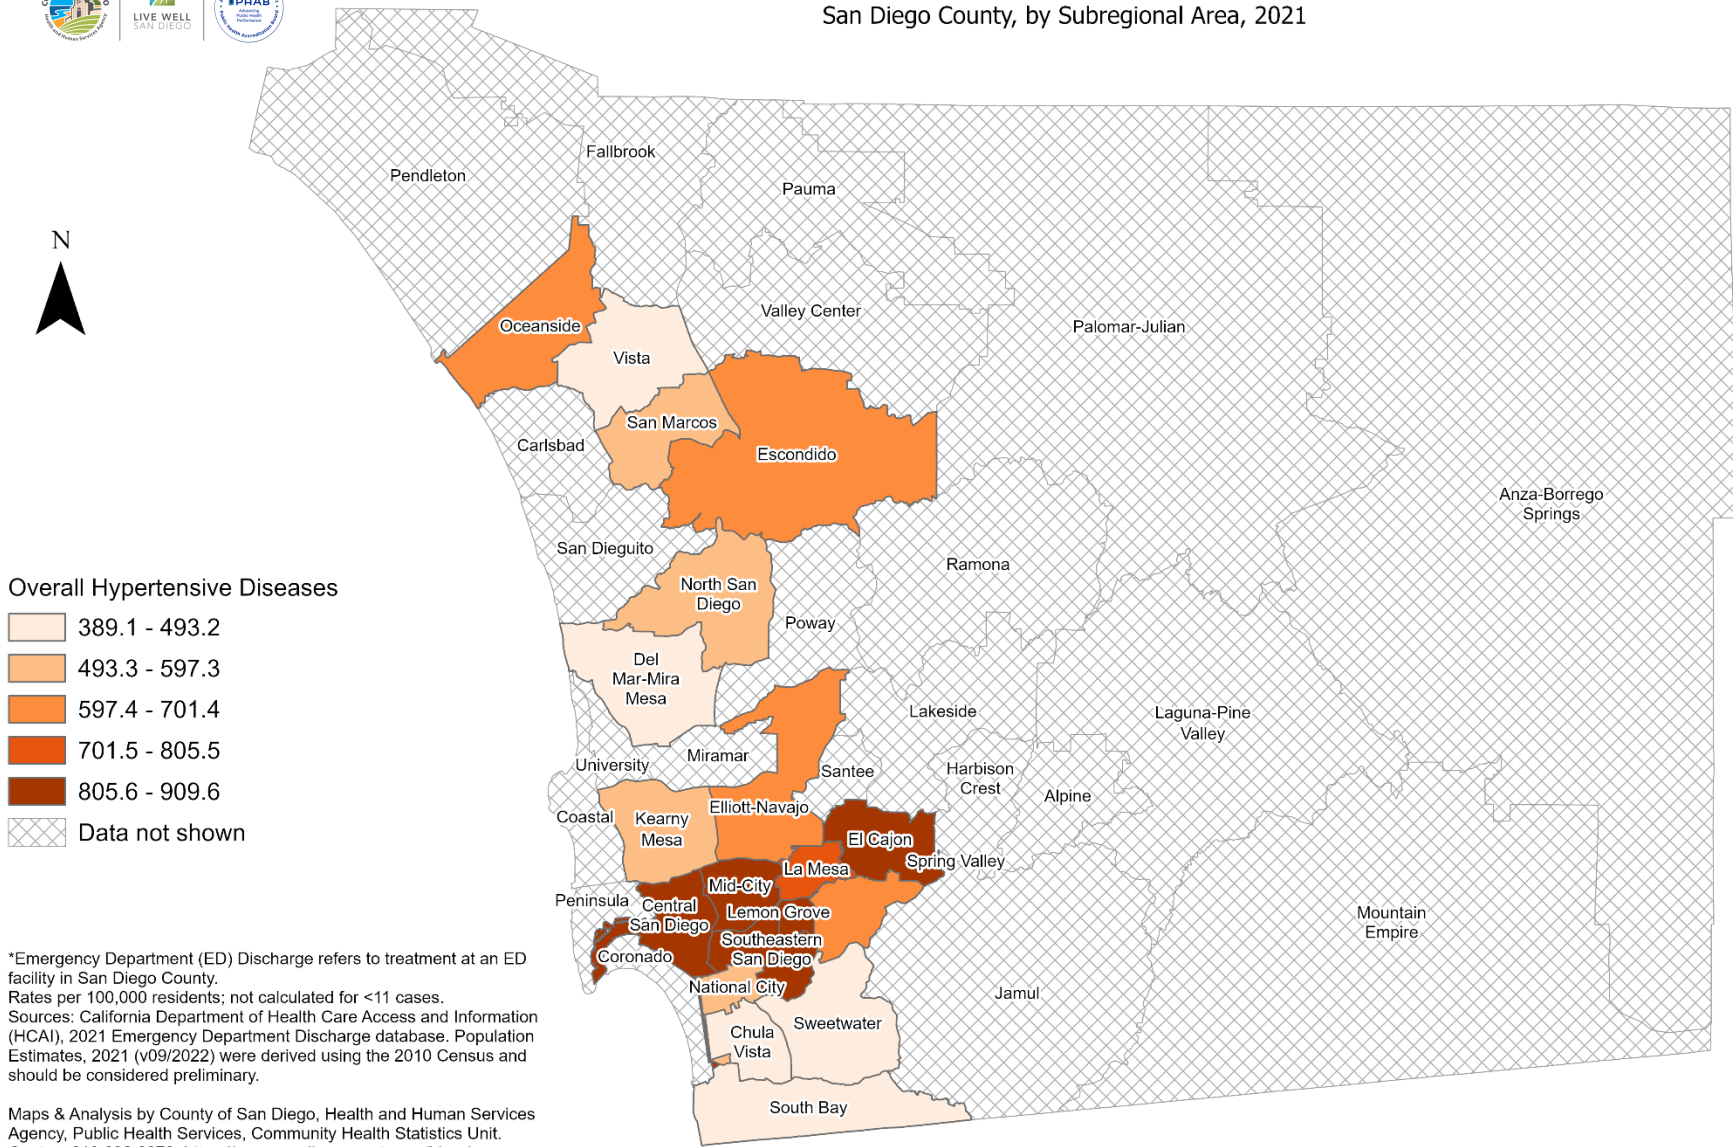 LIVE WELL
SAN DIEGO
PHAB
Advancing
Public Health
Performance
San Diego County, by Subregional Area, 2021
Fallbrook
Pendleton
Pauma
N
Valley Center
Oceanside
Palomar-Julian
Vista
San Marcos
Carlsbad
Escondido
Anza-Borrego
Springs
San Dieguito
Ramona
North San
Diego
Poway
Overall Hypertensive Diseases
389.1 - 493.2
493.3 - 597.3
597.4 - 701.4
701.5 - 805.5
805.6 - 909.6
Data not shown
Del
Mar-Mira
Mesa
Lakeside
Laguna-Pine
Valley
Miramar
University
Santee
Harbison
Crest
Alpine
Elliott-Navajo
Coastal
Kearny
Mesa
El Cajon
Spring Valley
La Mesa
Mid-City
Peninsula
Central
San Diego
Lemon Grove
Mountain
Empire
Southeastern
San Diego
Coronado
National City
Jamul
Sweetwater
Chula
Vista
South Bay
*Emergency Department (ED) Discharge refers to treatment at an ED
facility in San Diego County.
Rates per 100,000 residents; not calculated for <11 cases.
Sources: California Department of Health Care Access and Information
(HCAI), 2021 Emergency Department Discharge database. Population
Estimates, 2021 (v09/2022) were derived using the 2010 Census and
should be considered preliminary.
Maps & Analysis by County of San Diego, Health and Human Services
Agency, Public Health Services, Community Health Statistics Unit.